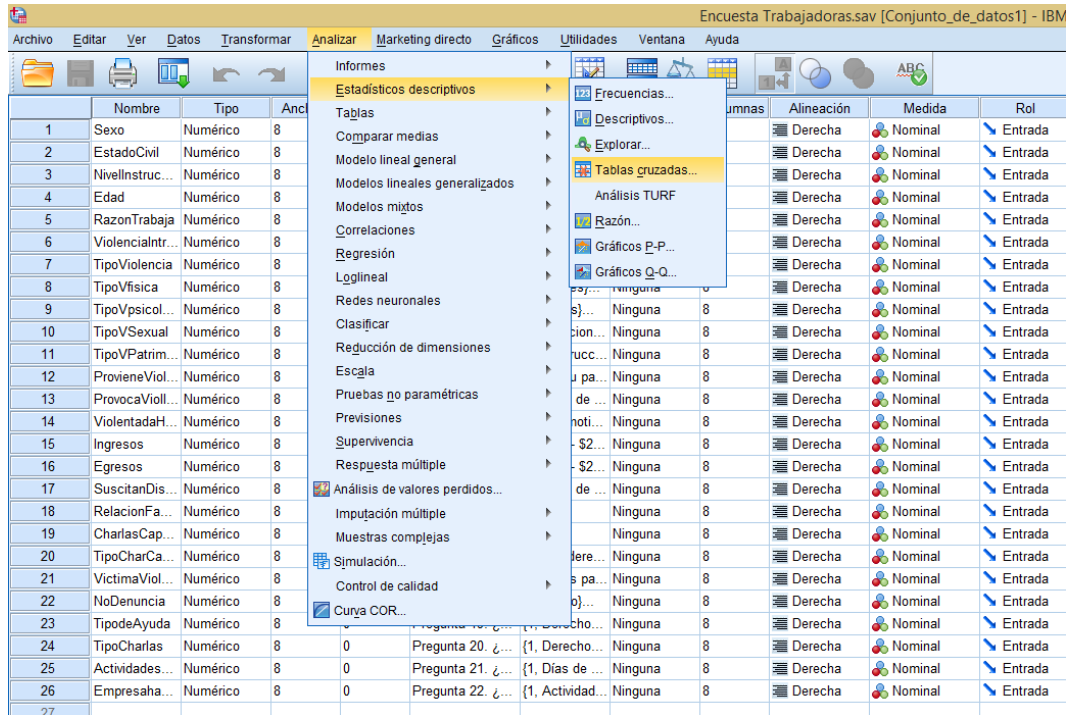 Encuesta Trabajadoras.sav [Conjunto_de_datos1] - IBM
Archivo Editar Ver Datos Transformar Analizar Marketing directo Gráficos Utilidades Ventana Ayuda
Informes
Estadísticos descriptivos
Tablas
Comparar medias
Modelo lineal general
Modelos lineales generalizados
Modelos mixtos
Correlaciones
Regresión
Loglineal
Redes neuronales
Clasificar
Reducción de dimensiones
Escala
Pruebas no paramétricas
Previsiones
Supervivencia
Respuesta múltiple
Análisis de valores perdidos...
Imputación múltiple
Muestras complejas
Simulación...
Control de calidad
Curva COR...
Frecuencias...
Descriptivos...
Explorar...
Tablas cruzadas...
Análisis TURF
Razón...
Gráficos P-P...
Gráficos Q-Q...
Nombre Tipo Anch umnas Alineación Medida Rol
1 Sexo Numérico 8 Derecha Nominal Entrada
2 EstadoCivil Numérico 8 Derecha Nominal Entrada
3 NivelInstruc... Numérico 8 Derecha Nominal Entrada
4 Edad Numérico 8 Derecha Nominal Entrada
5 RazonTrabaja Numérico 8 Derecha Nominal Entrada
6 ViolenciaIntr... Numérico 8 Derecha Nominal Entrada
7 TipoViolencia Numérico 8 Derecha Nominal Entrada
8 TipoVfisica Numérico 8 Ninguna 8 Derecha Nominal Entrada
9 TipoVpsicol... Numérico 8 s}... Ninguna 8 Derecha Nominal Entrada
10 TipoVSexual Numérico 8 cion... Ninguna 8 Derecha Nominal Entrada
11 TipoVPatrim... Numérico 8 rucc... Ninguna 8 Derecha Nominal Entrada
12 ProvieneViol... Numérico 8 u pa... Ninguna 8 Derecha Nominal Entrada
13 ProvocaVioll... Numérico 8 de ... Ninguna 8 Derecha Nominal Entrada
14 ViolentadaH... Numérico 8 noti... Ninguna 8 Derecha Nominal Entrada
15 Ingresos Numérico 8 - $2... Ninguna 8 Derecha Nominal Entrada
16 Egresos Numérico 8 - $2... Ninguna 8 Derecha Nominal Entrada
17 SuscitanDis... Numérico 8 de ... Ninguna 8 Derecha Nominal Entrada
18 RelacionFa... Numérico 8 Ninguna 8 Derecha Nominal Entrada
19 CharlasCap... Numérico 8 Ninguna 8 Derecha Nominal Entrada
20 TipoCharCa... Numérico 8 dere... Ninguna 8 Derecha Nominal Entrada
21 VictimaViol... Numérico 8 s pa... Ninguna 8 Derecha Nominal Entrada
22 NoDenuncia Numérico 8 o}... Ninguna 8 Derecha Nominal Entrada
23 TipodeAyuda Numérico 8 Ninguna 8 Derecha Nominal Entrada
24 TipoCharlas Numérico 8 0 Pregunta 20. ¿... {1, Derecho... Ninguna 8 Derecha Nominal Entrada
25 Actividades... Numérico 8 0 Pregunta 21. ¿... {1, Días de ... Ninguna 8 Derecha Nominal Entrada
26 Empresaha... Numérico 8 0 Pregunta 22. ¿... {1, Actividad... Ninguna 8 Derecha Nominal Entrada
27